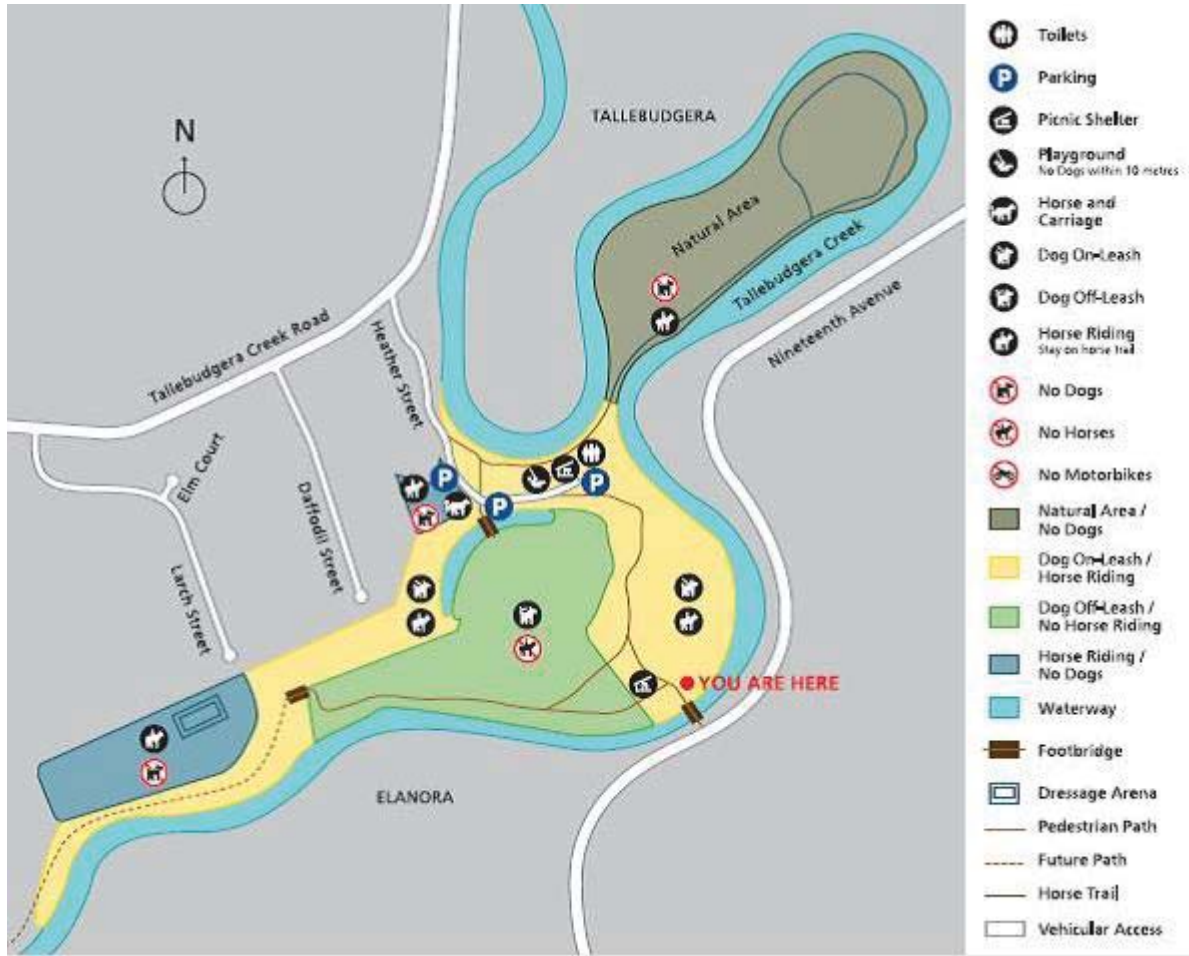 N
TALLEBUDGERA
Natural Area
Tallebudgera Creek
Nineteenth Avenue
Tallebudgera Creek Road
Heather Street
Elm Court
Daffodil Street
Larch Street
P
P
P
YOU ARE HERE
ELANORA
Toilets
P Parking
Picnic Shelter
Playground
No Dogs within 10 metres
Horse and
Carriage
Dog On-Leash
Dog Off-Leash
Horse Riding
Stay on horse trail
No Dogs
No Horses
No Motorbikes
Natural Area /
No Dogs
Dog On-Leash /
Horse Riding
Dog Off-Leash /
No Horse Riding
Horse Riding /
No Dogs
Waterway
Footbridge
Dressage Arena
Pedestrian Path
Future Path
Horse Trail
Vehicular Access